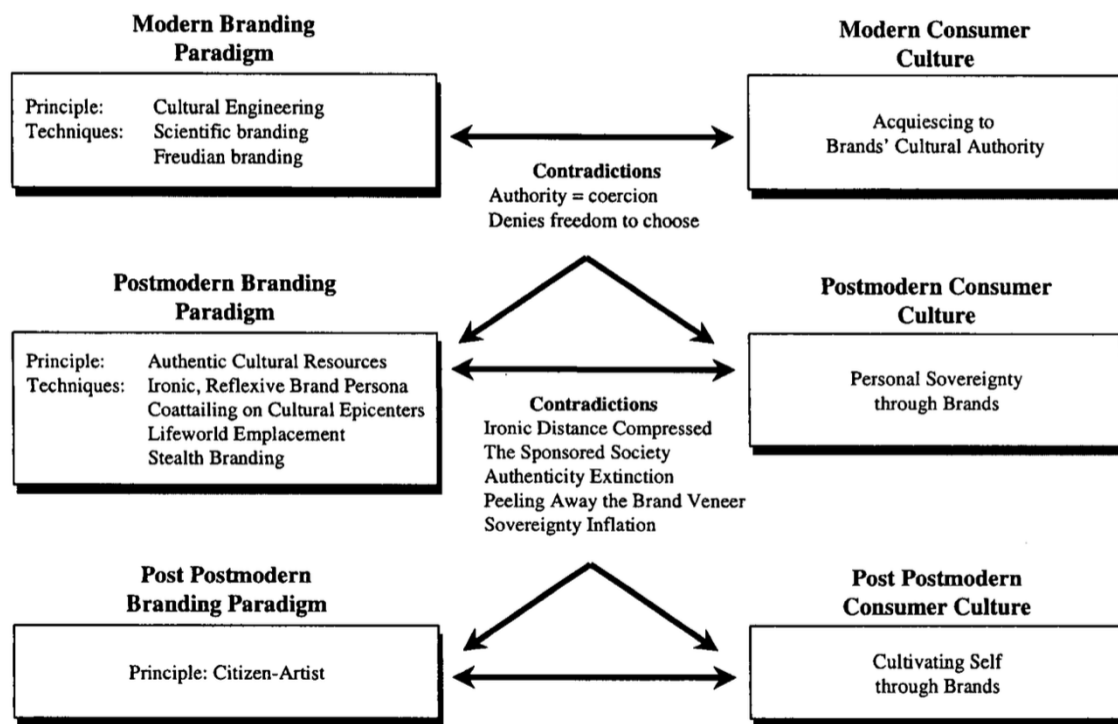 Modern Branding
Paradigm
Modern Consumer
Culture
Principle: Cultural Engineering
Techniques: Scientific branding
Freudian branding
Acquiescing to
Brands' Cultural Authority
Contradictions
Authority = coercion
Denies freedom to choose
Postmodern Branding
Paradigm
Postmodern Consumer
Culture
Principle: Authentic Cultural Resources
Techniques: Ironic, Reflexive Brand Persona
Coattailing on Cultural Epicenters
Lifeworld Emplacement
Stealth Branding
Personal Sovereignty
through Brands
Contradictions
Ironic Distance Compressed
The Sponsored Society
Authenticity Extinction
Peeling Away the Brand Veneer
Sovereignty Inflation
Post Postmodern
Branding Paradigm
Post Postmodern
Consumer Culture
Principle: Citizen-Artist
Cultivating Self
through Brands